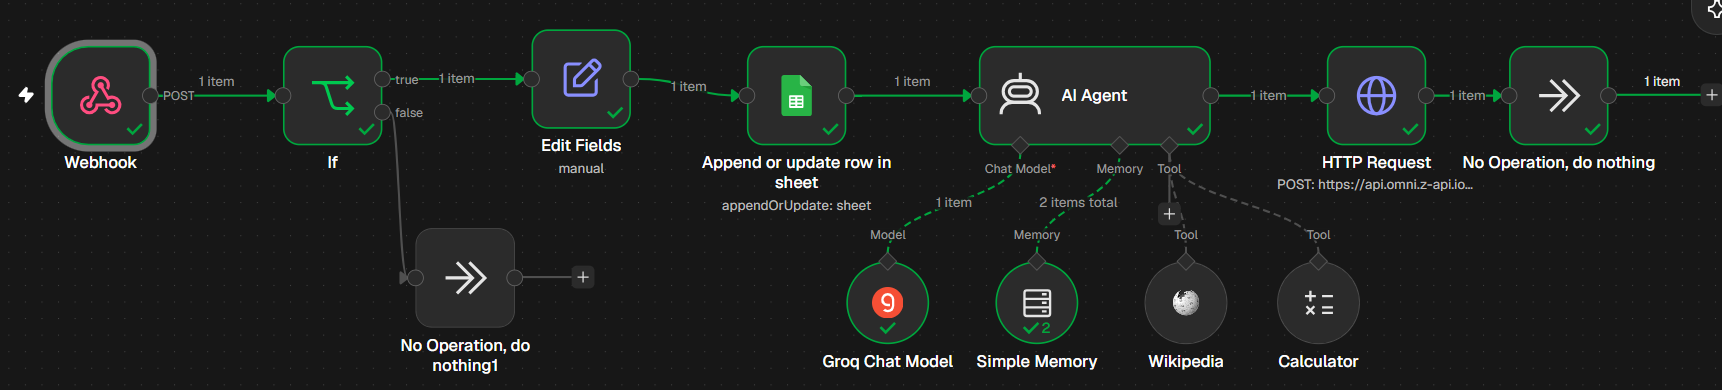 Webhook
POST
1 item
If
true
false
1 item
Edit Fields
manual
1 item
Append or update row in
sheet
appendOrUpdate: sheet
1 item
AI Agent
Chat Model*
Memory
Tool
1 item
HTTP Request
POST: https://api.omni.z-api.io...
1 item
No Operation, do nothing
1 item
+
No Operation, do
nothing1
+
1 item
Model
Groq Chat Model
2 items total
Memory
2
Simple Memory
+
Tool
Wikipedia
Tool
Calculator